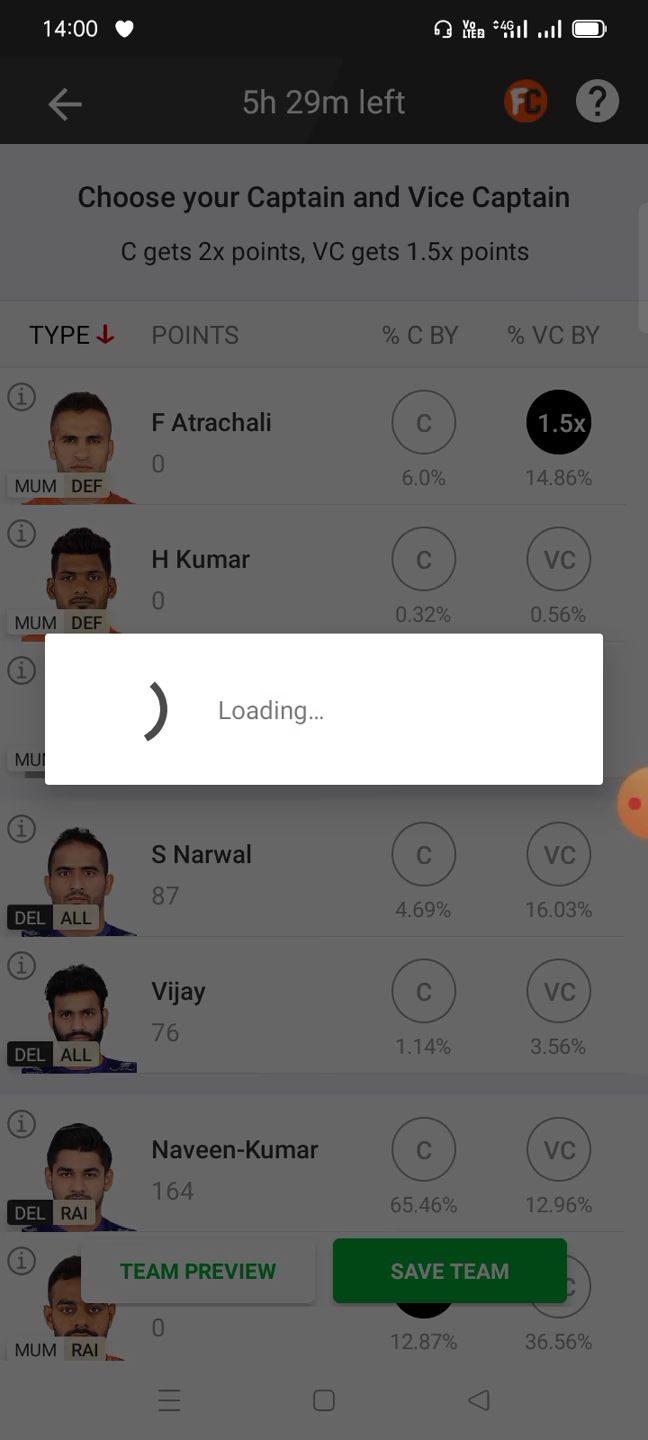 14:00
Vo LTE2 4G
5h 29m left
FC ?
Choose your Captain and Vice Captain
C gets 2x points, VC gets 1.5x points
TYPE POINTS % C BY % VC BY
F Atrachali
C 1.5x
0
MUM DEF
6.0% 14.86%
H Kumar
C VC
0
MUM DEF
0.32% 0.56%
Loading...
S Narwal
C VC
87
DEL ALL
4.69% 16.03%
Vijay
C VC
76
DEL ALL
1.14% 3.56%
Naveen-Kumar
C VC
164
DEL RAI
65.46% 12.96%
TEAM PREVIEW SAVE TEAM
0
12.87% 36.56%
MUM RAI